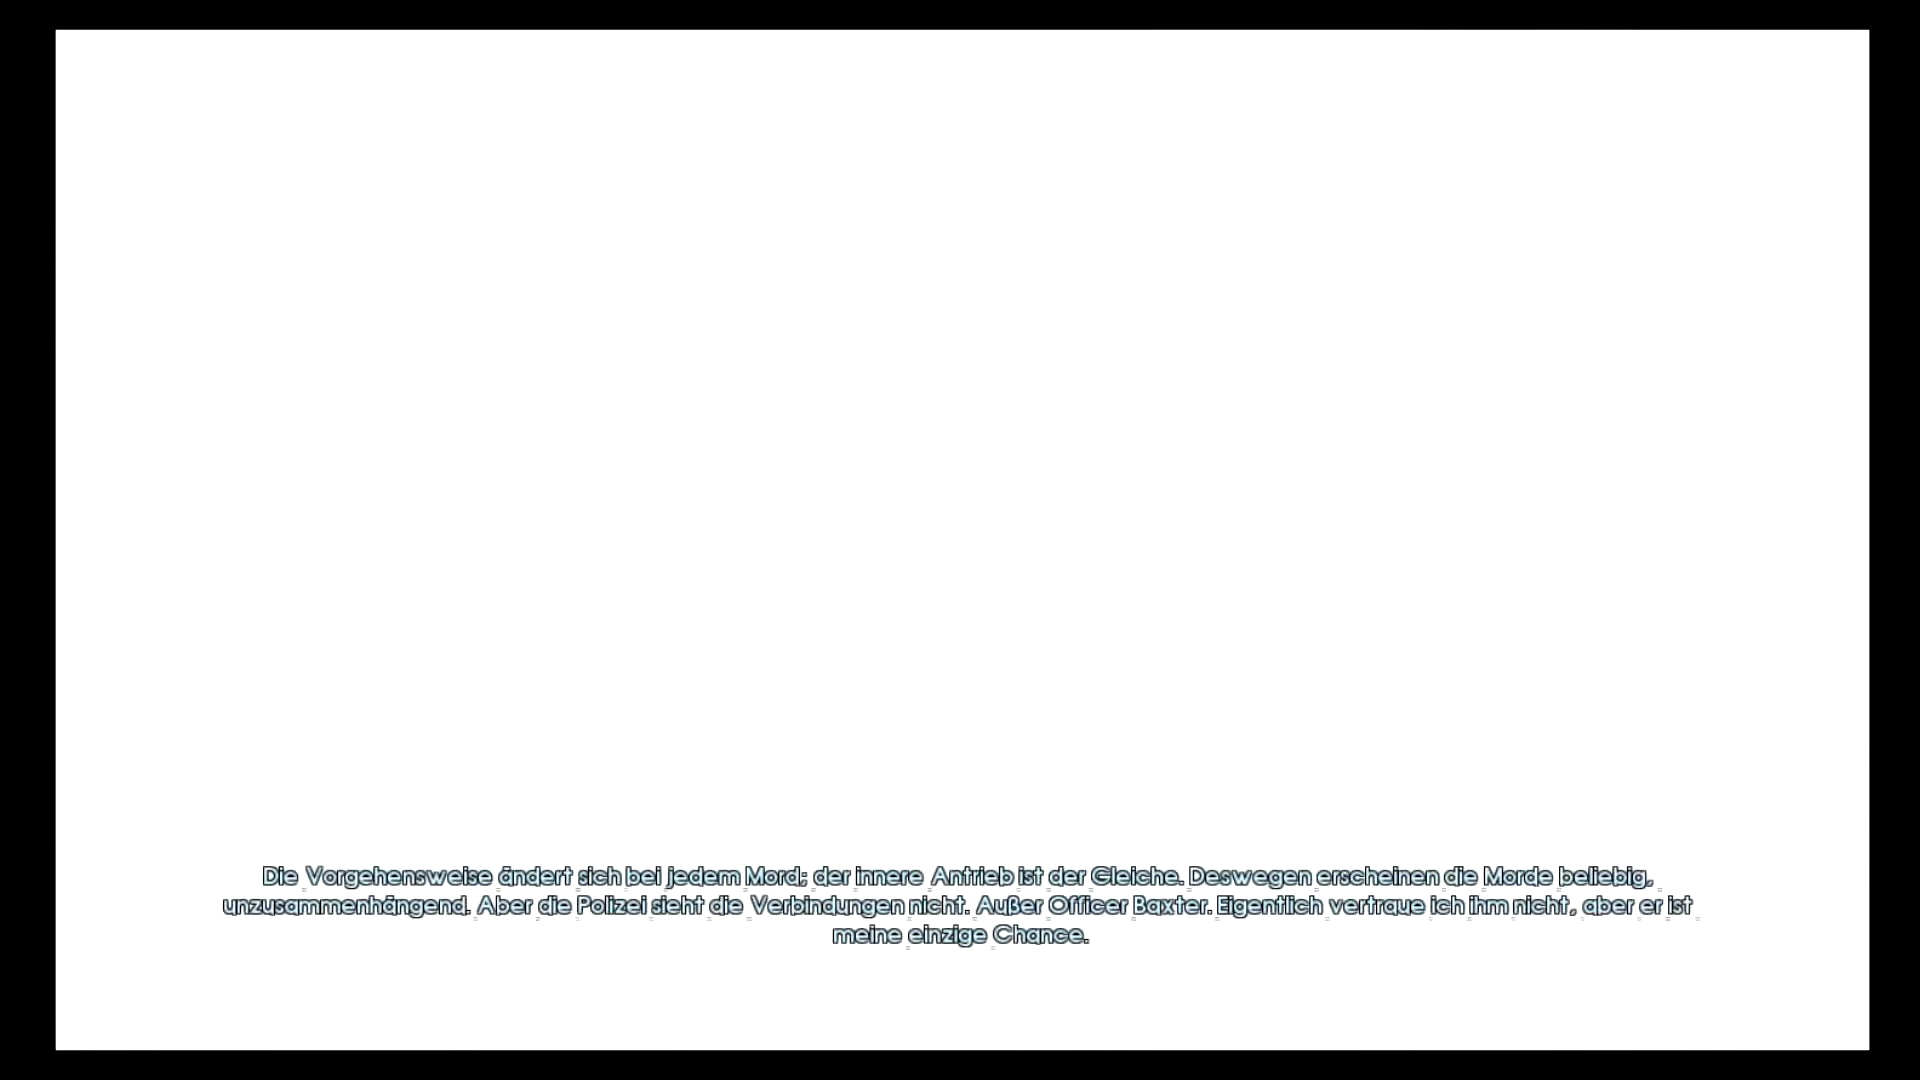 Die Vorgehensweise ändert sich bei jedem Mord; der innere Antrieb ist der Gleiche. Deswegen erscheinen die Morde beliebig,
unzusammenhängend. Aber die Polizei sieht die Verbindungen nicht. Außer Officer Baxter. Eigentlich vertraue ich ihm nicht, aber er ist
meine einzige Chance.